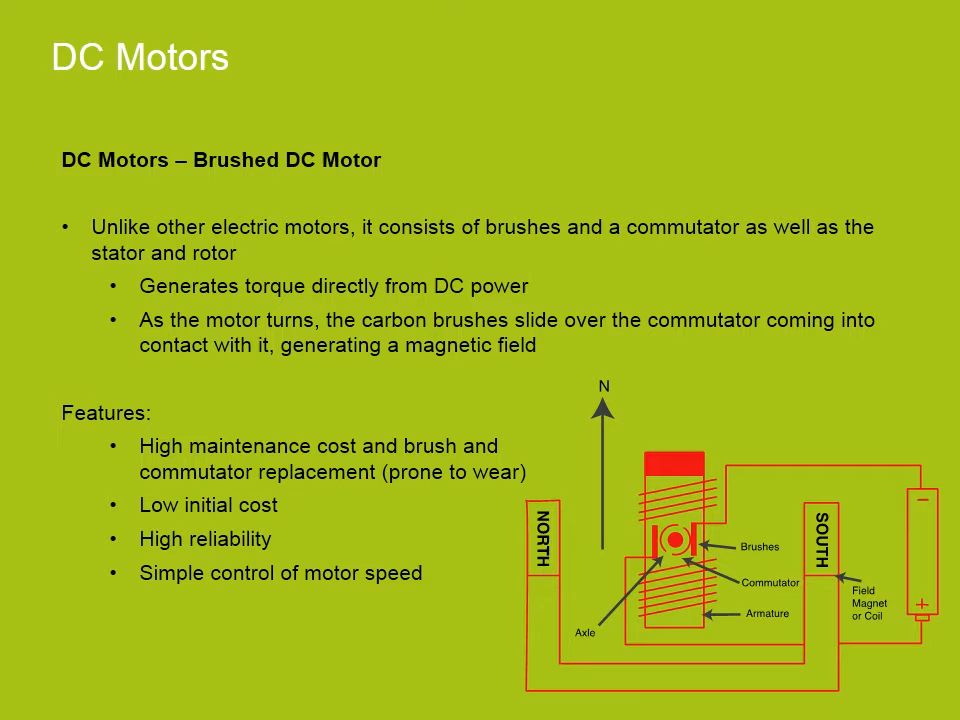 DC Motors
DC Motors – Brushed DC Motor
• Unlike other electric motors, it consists of brushes and a commutator as well as the
stator and rotor
• Generates torque directly from DC power
• As the motor turns, the carbon brushes slide over the commutator coming into
contact with it, generating a magnetic field
Features:
• High maintenance cost and brush and
commutator replacement (prone to wear)
• Low initial cost
• High reliability
• Simple control of motor speed
N
NORTH
SOUTH
Brushes
Commutator
Armature
Axle
Field
Magnet
or Coil
−
+